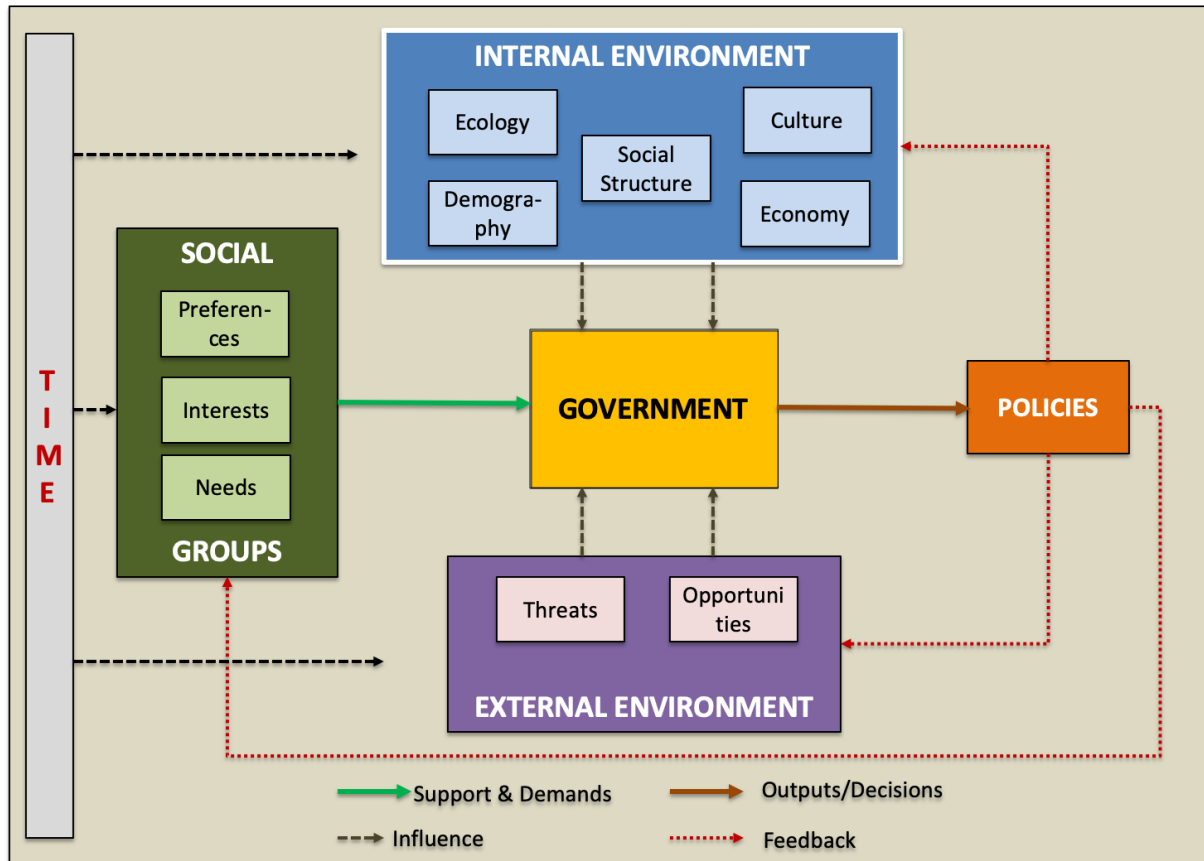 INTERNAL ENVIRONMENT
Ecology
Culture
Social
Structure
Demogra-
phy
Economy
T
I
M
E
SOCIAL
Preferen-
ces
Interests
Needs
GROUPS
GOVERNMENT
POLICIES
Threats
Opportuni
ties
EXTERNAL ENVIRONMENT
Support & Demands
Outputs/Decisions
Influence
Feedback